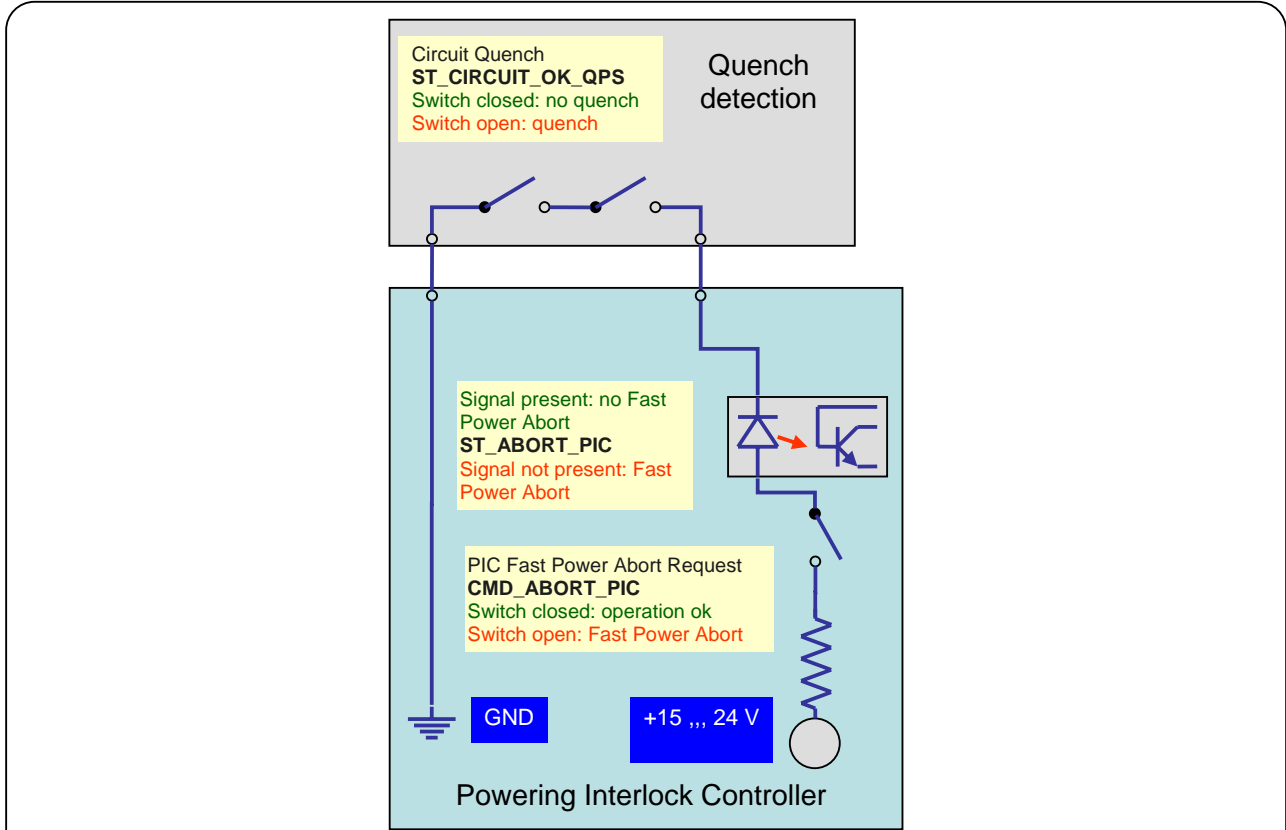 Circuit Quench
ST_CIRCUIT_OK_QPS
Switch closed: no quench
Switch open: quench
Quench
detection
Signal present: no Fast
Power Abort
ST_ABORT_PIC
Signal not present: Fast
Power Abort
PIC Fast Power Abort Request
CMD_ABORT_PIC
Switch closed: operation ok
Switch open: Fast Power Abort
GND
+15 ,,, 24 V
Powering Interlock Controller